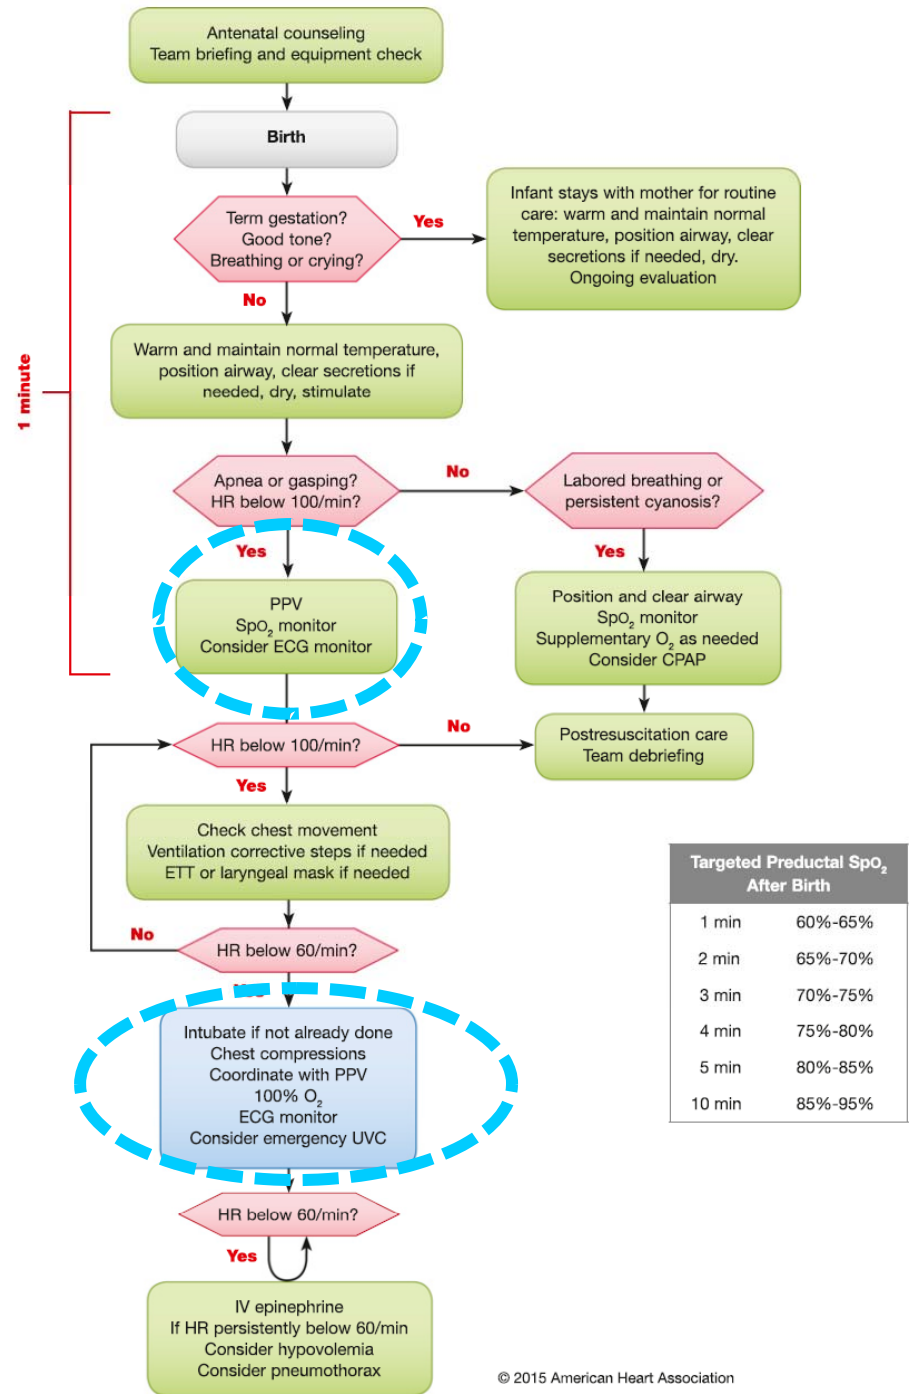 Antenatal counseling
Team briefing and equipment check
Birth
Term gestation?
Good tone?
Breathing or crying?
Yes
Infant stays with mother for routine
care: warm and maintain normal
temperature, position airway, clear
secretions if needed, dry.
Ongoing evaluation
No
1 minute
Warm and maintain normal temperature,
position airway, clear secretions if
needed, dry, stimulate
Apnea or gasping?
HR below 100/min?
No
Labored breathing or
persistent cyanosis?
Yes
Yes
PPV
SpO₂ monitor
Consider ECG monitor
Position and clear airway
SpO₂ monitor
Supplementary O₂ as needed
Consider CPAP
HR below 100/min?
No
Postresuscitation care
Team debriefing
Yes
Check chest movement
Ventilation corrective steps if needed
ETT or laryngeal mask if needed
No
HR below 60/min?
Intubate if not already done
Chest compressions
Coordinate with PPV
100% O₂
ECG monitor
Consider emergency UVC
HR below 60/min?
Yes
IV epinephrine
If HR persistently below 60/min
Consider hypovolemia
Consider pneumothorax
Targeted Preductal SpO₂
After Birth
1 min 60%-65%
2 min 65%-70%
3 min 70%-75%
4 min 75%-80%
5 min 80%-85%
10 min 85%-95%
© 2015 American Heart Association